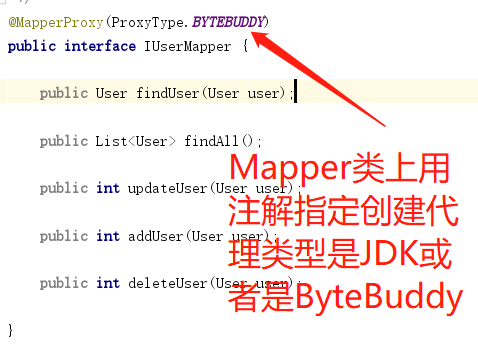 */
@MapperProxy(ProxyType.BYTEBUDDY)
public interface IUserMapper {
public User findUser(User user);
public List<User> findAll();
public int updateUser(User user);
public int addUser(User user);
public int deleteUser(User user);
}
Mapper类上用
注解指定创建代
理类型是JDK或
者是ByteBuddy